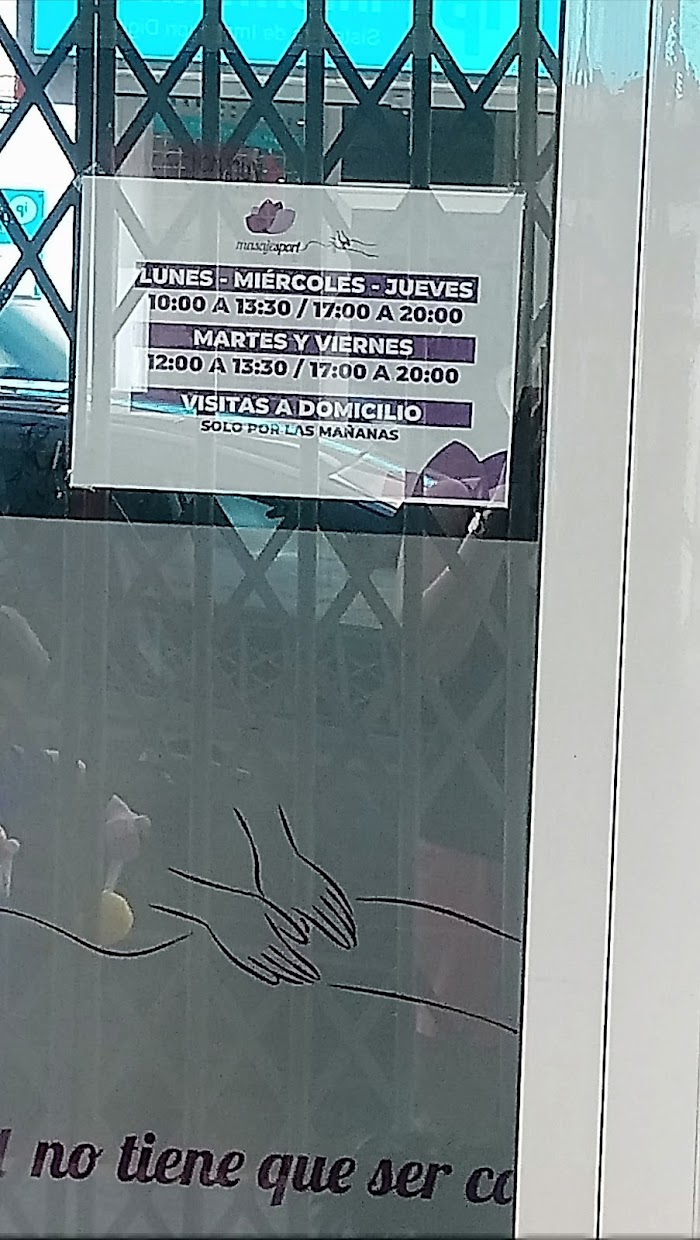 masajesport
LUNES - MIÉRCOLES - JUEVES
10:00 A 13:30 / 17:00 A 20:00
MARTES Y VIERNES
12:00 A 13:30 / 17:00 A 20:00
VISITAS A DOMICILIO
SOLO POR LAS MAÑANAS
no tiene que ser